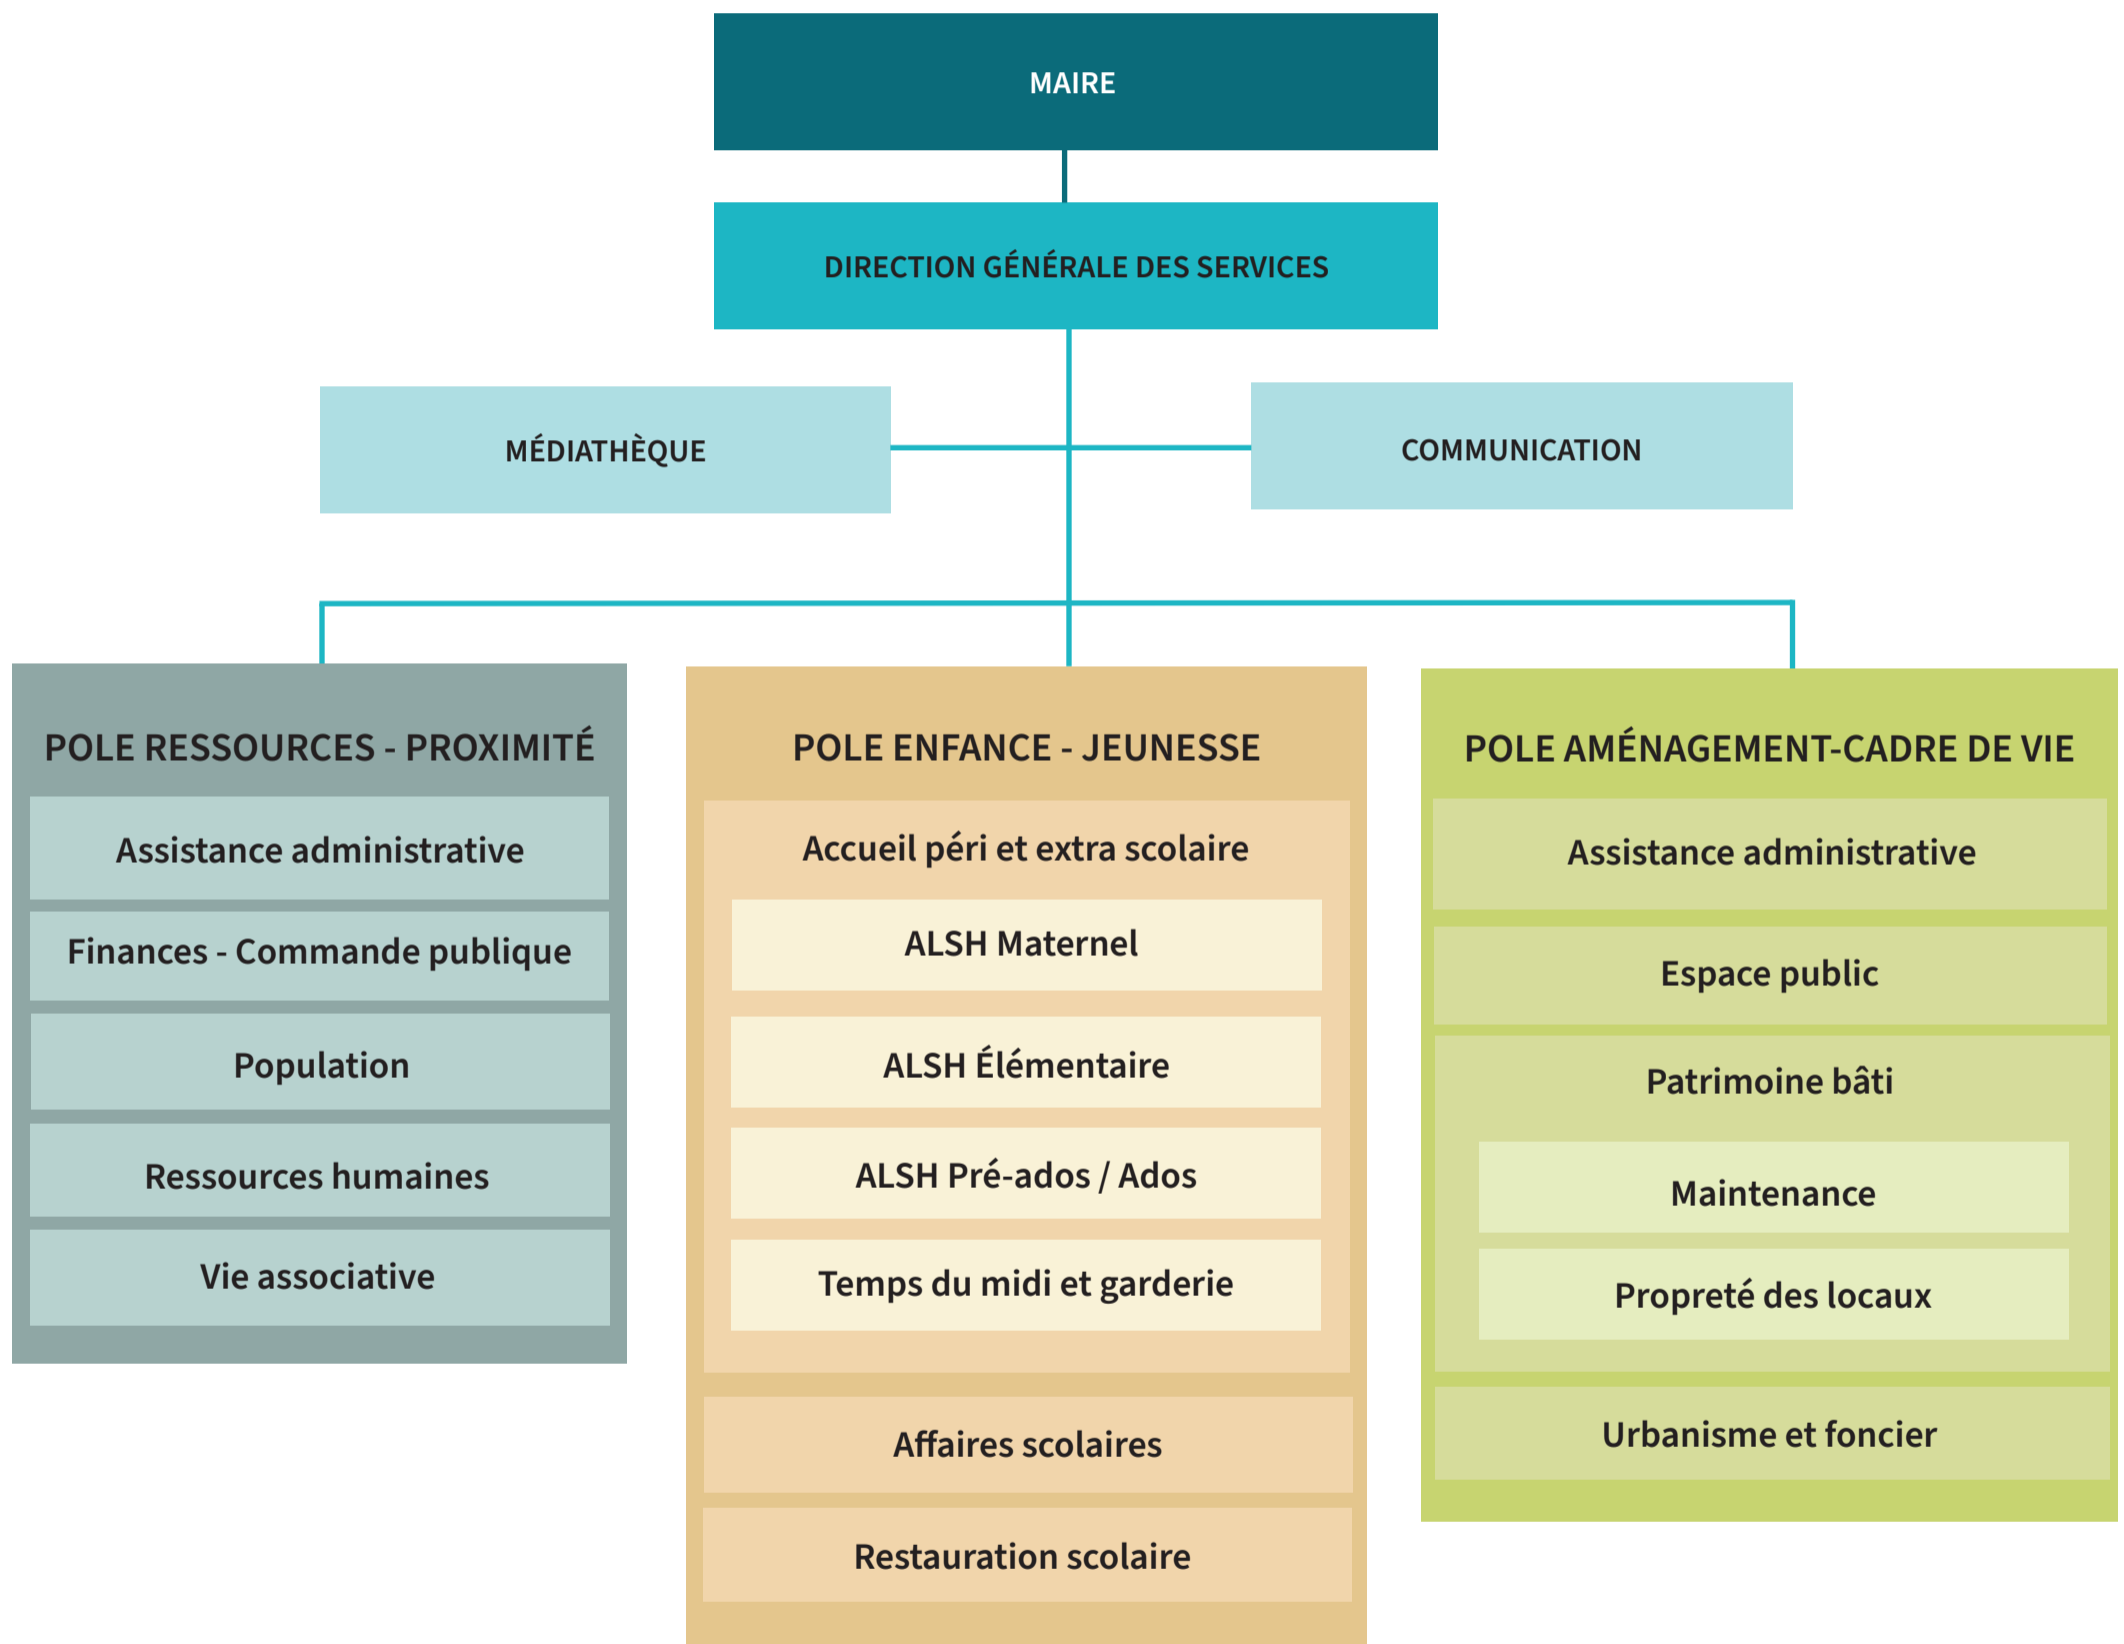 MAIRE
DIRECTION GÉNÉRALE DES SERVICES
MÉDIATHÈQUE
COMMUNICATION
POLE RESSOURCES - PROXIMITÉ
Assistance administrative
Finances - Commande publique
Population
Ressources humaines
Vie associative
POLE ENFANCE - JEUNESSE
Accueil péri et extra scolaire
ALSH Maternel
ALSH Élémentaire
ALSH Pré-ados / Ados
Temps du midi et garderie
Affaires scolaires
Restauration scolaire
POLE AMÉNAGEMENT-CADRE DE VIE
Assistance administrative
Espace public
Patrimoine bâti
Maintenance
Propreté des locaux
Urbanisme et foncier